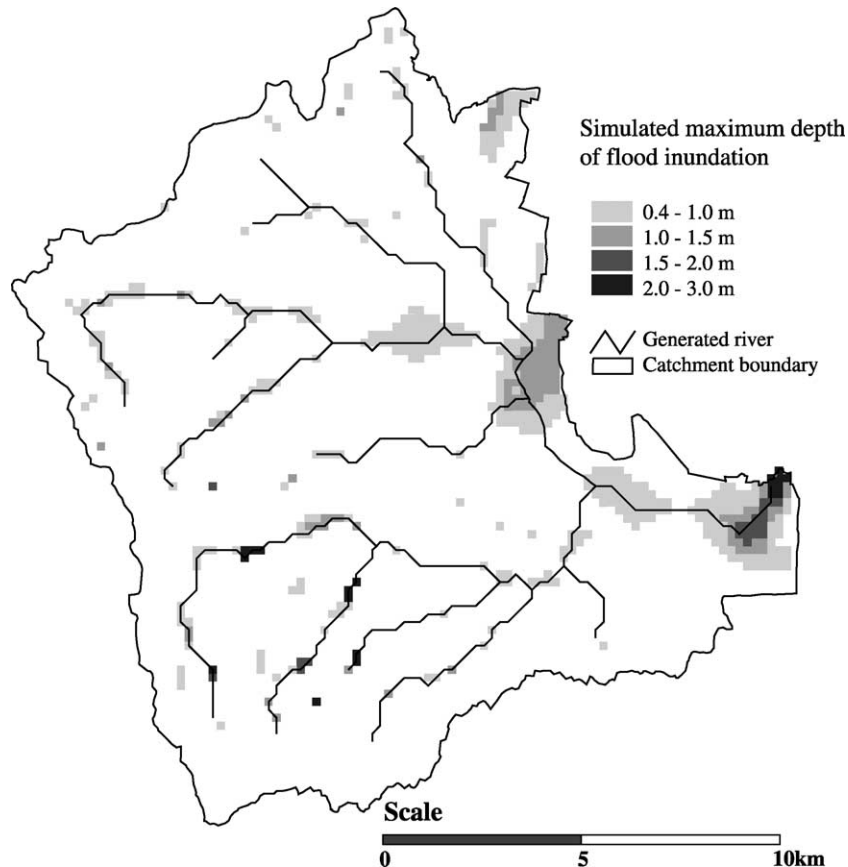 Simulated maximum depth
of flood inundation
0.4 - 1.0 m
1.0 - 1.5 m
1.5 - 2.0 m
2.0 - 3.0 m
Generated river
Catchment boundary
Scale
0 5 10km